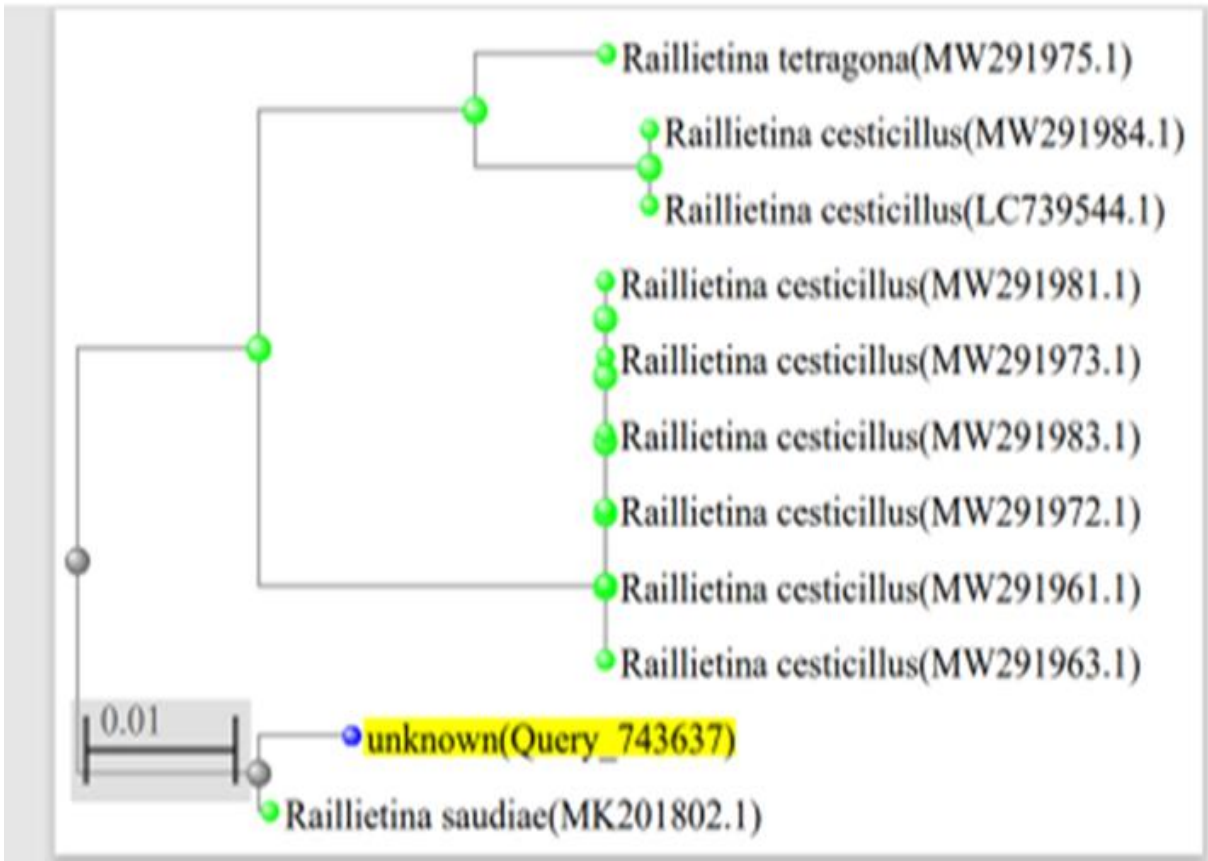 Raillietina tetragona(MW291975.1)
Raillietina cesticillus(MW291984.1)
Raillietina cesticillus(LC739544.1)
Raillietina cesticillus(MW291981.1)
Raillietina cesticillus(MW291973.1)
Raillietina cesticillus(MW291983.1)
Raillietina cesticillus(MW291972.1)
Raillietina cesticillus(MW291961.1)
Raillietina cesticillus(MW291963.1)
0.01
unknown(Query_743637)
Raillietina saudiae(MK201802.1)